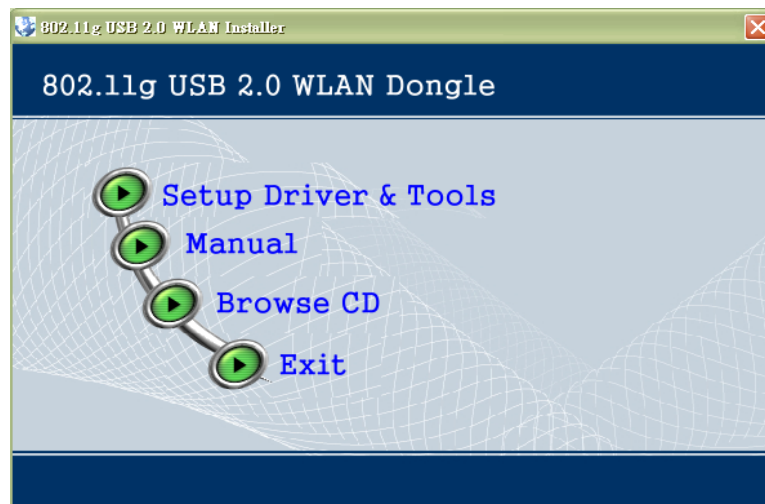 802.11g USB 2.0 WLAN Installer
802.11g USB 2.0 WLAN Dongle
Setup Driver & Tools
Manual
Browse CD
Exit